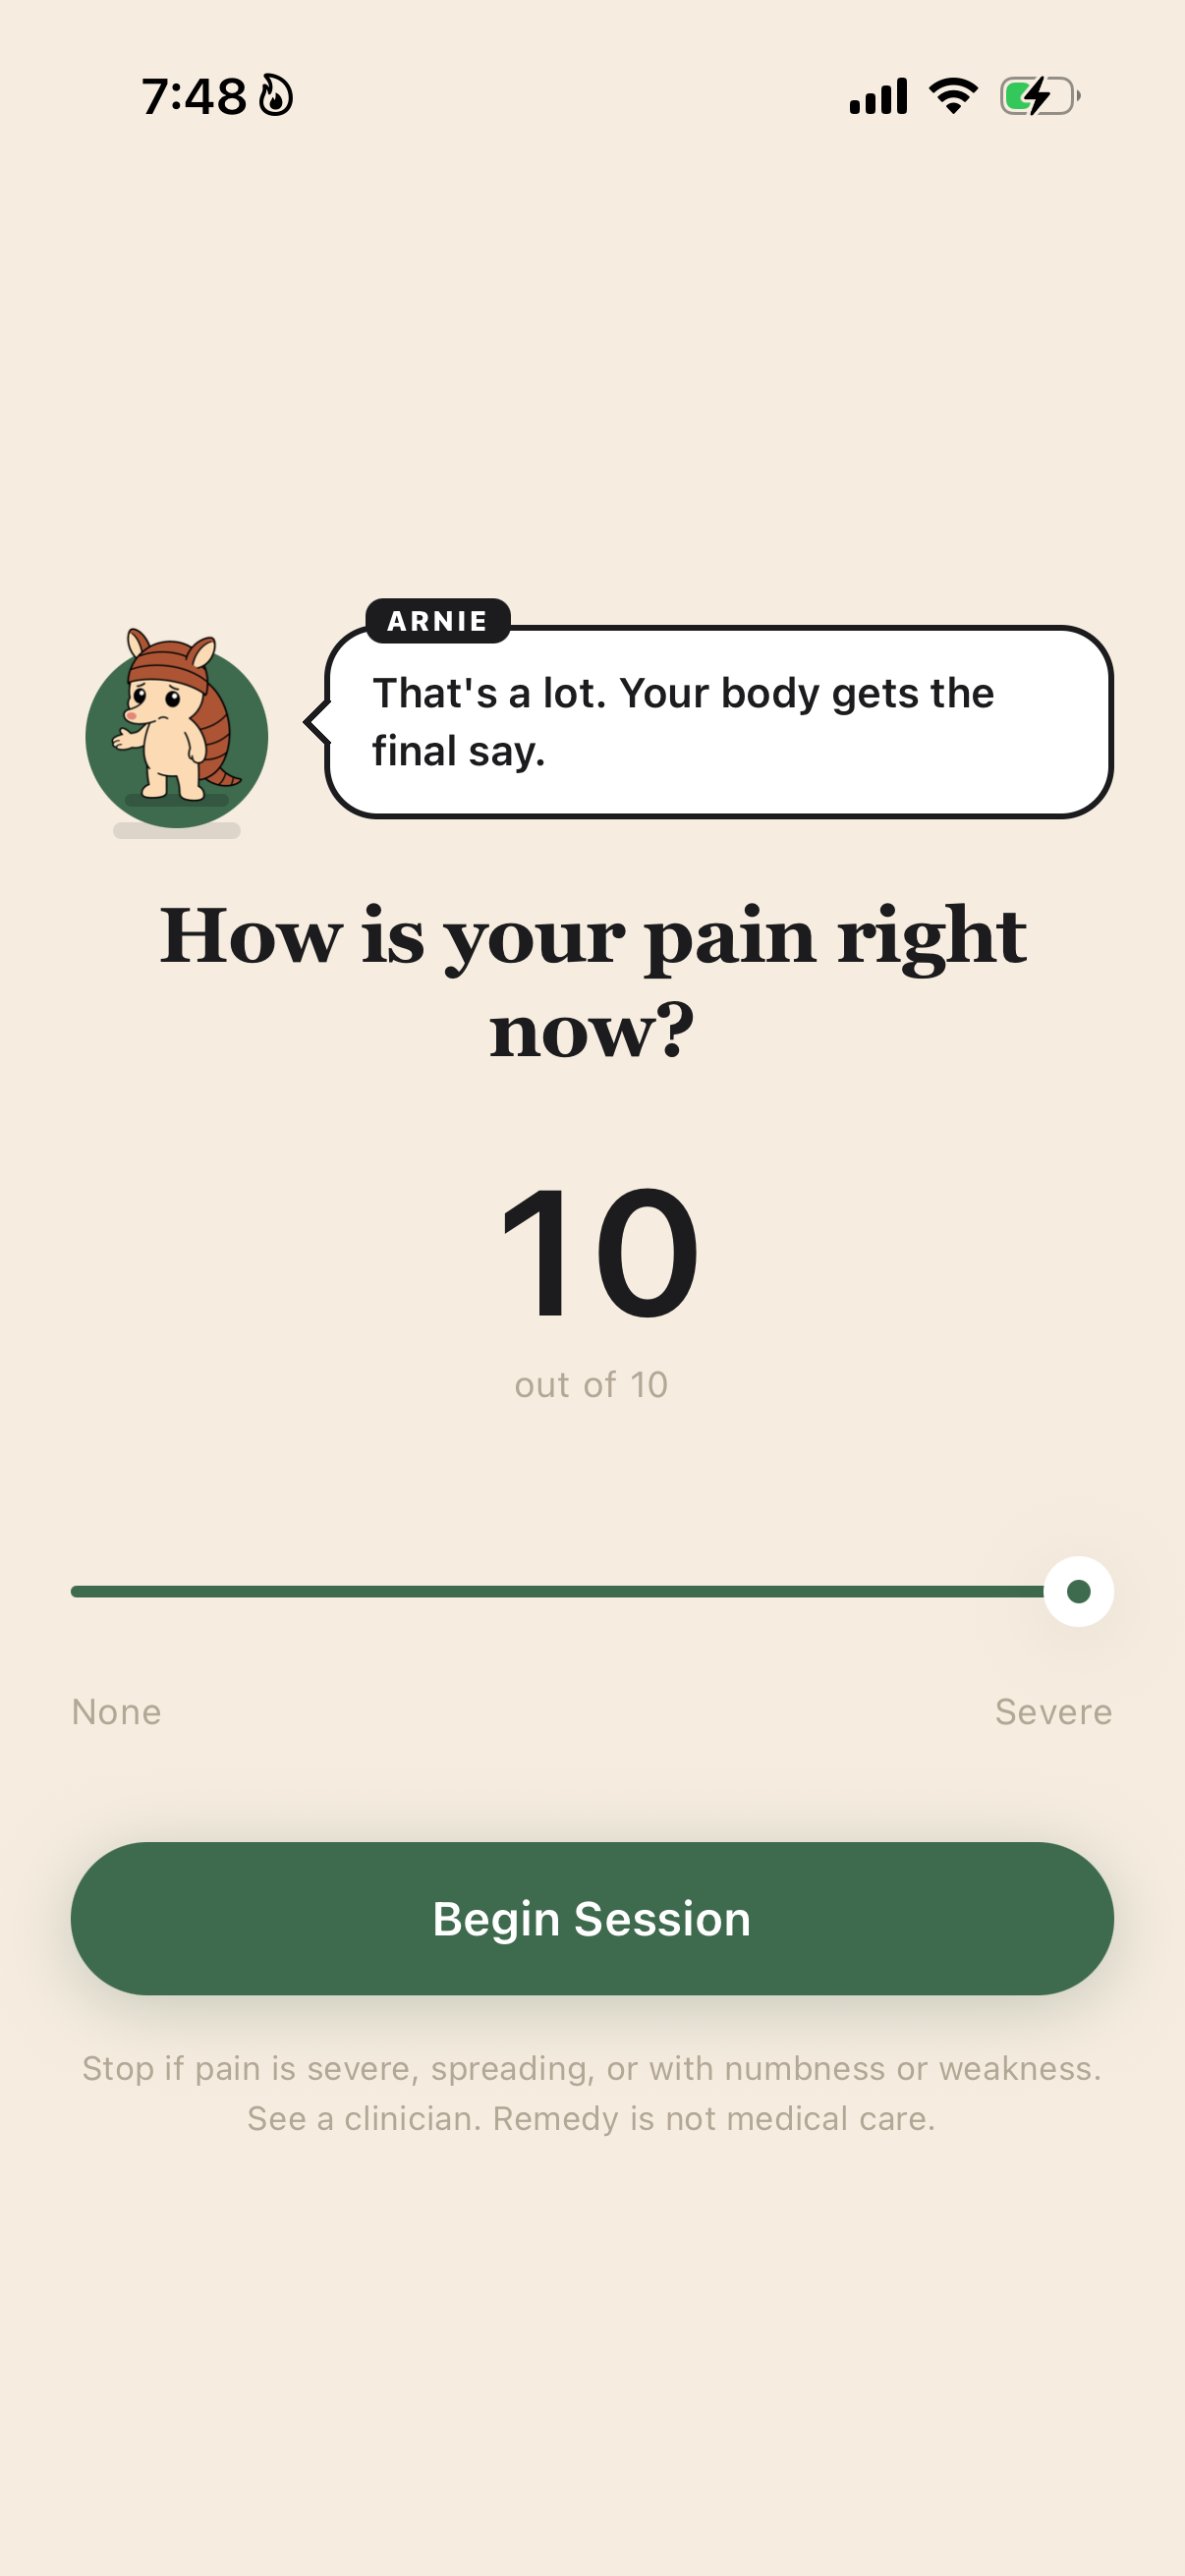 7:48
ARNIE
That's a lot. Your body gets the
final say.
How is your pain right
now?
10
out of 10
None
Severe
Begin Session
Stop if pain is severe, spreading, or with numbness or weakness.
See a clinician. Remedy is not medical care.